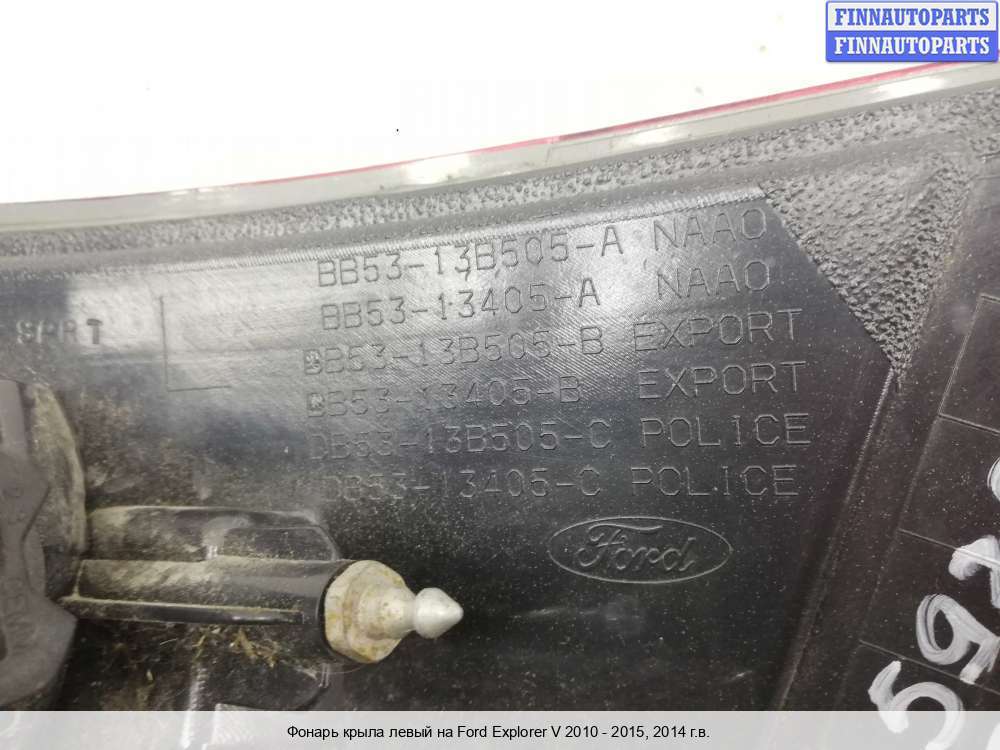 FINNAUTOPARTS
FINNAUTOPARTS
BB53-13B505-A NAAO
BB53-13405-A NAAO
BB53-13B505-B EXPORT
BB53-13405-B EXPORT
DB53-13B505-C POLICE
DB53-13405-C POLICE
Ford
Фонарь крыла левый на Ford Explorer V 2010 - 2015, 2014 г.в.